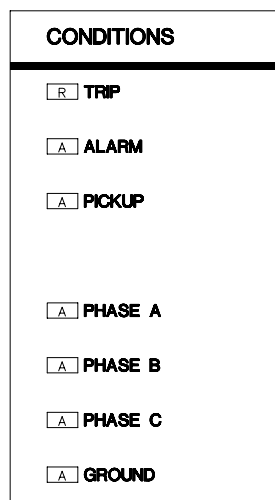 CONDITIONS
R TRIP
A ALARM
A PICKUP
A PHASE A
A PHASE B
A PHASE C
A GROUND